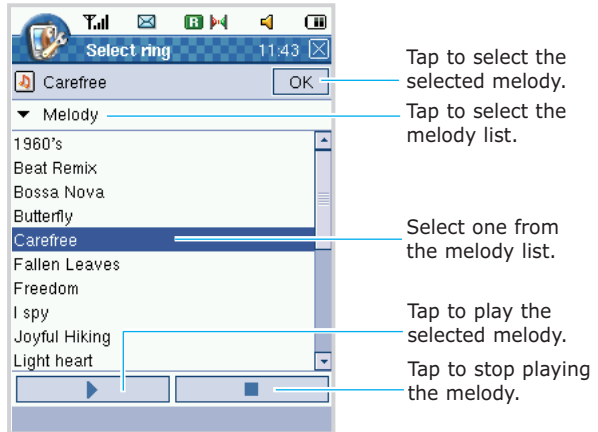 Select ring 11:43
Carefree OK
Melody
1960's
Beat Remix
Bossa Nova
Butterfly
Carefree
Fallen Leaves
Freedom
I spy
Joyful Hiking
Light heart
Tap to select the
selected melody.
Tap to select the
melody list.
Select one from
the melody list.
Tap to play the
selected melody.
Tap to stop playing
the melody.